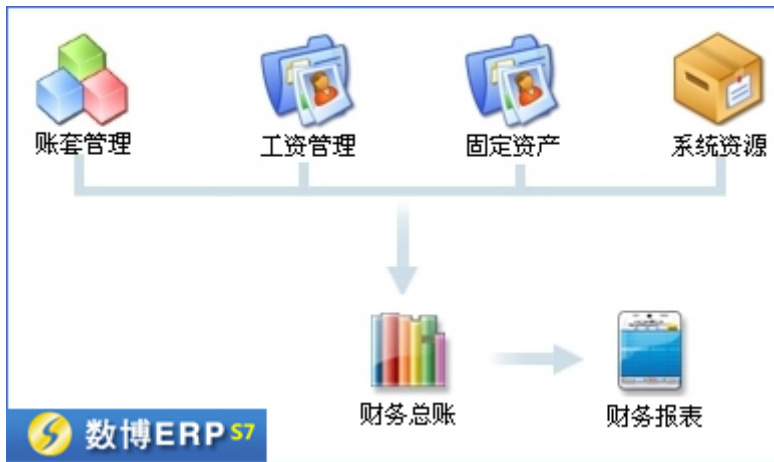 账套管理
工资管理
固定资产
系统资源
财务总账
财务报表
数博ERP S7